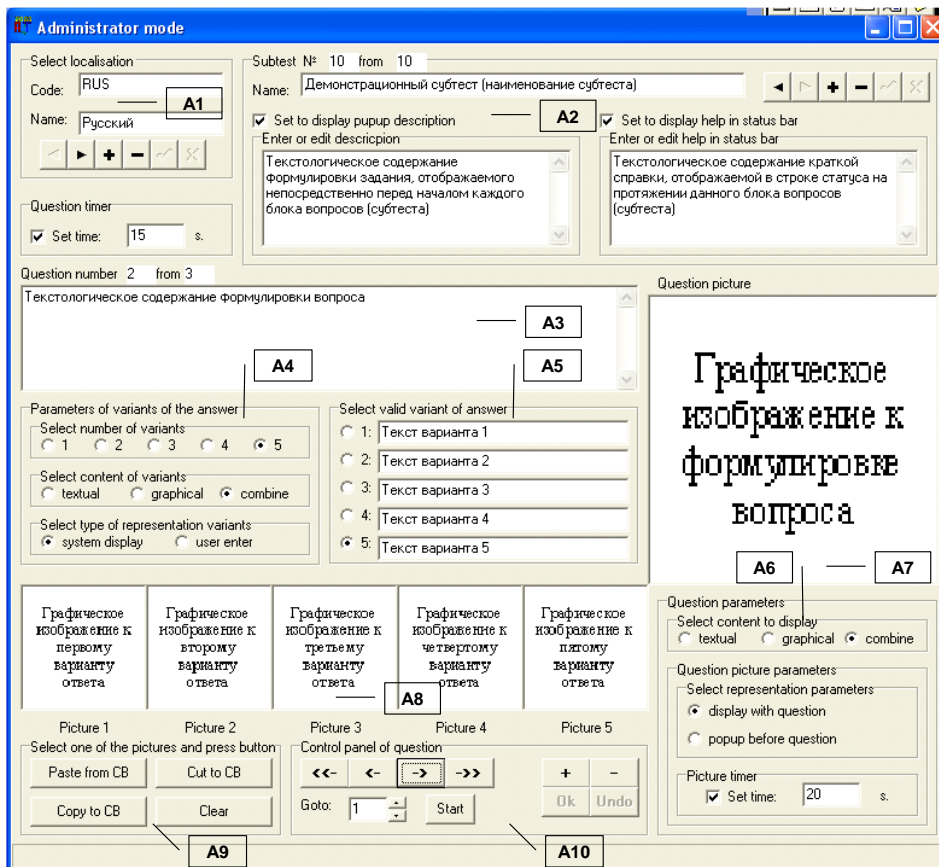 Administrator mode
Select localisation
Code: RUS
A1
Name: Русский
Subtest № 10 from 10
Name: Демонстрационный субтест (наименование субтеста)
Set to display pupup description
A2
Set to display help in status bar
Enter or edit descricpion
Текстологическое содержание
формулировки задания, отображаемого
непосредственно перед началом каждого
блока вопросов (субтеста)
Enter or edit help in status bar
Текстологическое содержание краткой
справки, отображаемой в строке статуса на
протяжении данного блока вопросов
(субтеста)
Question timer
Set time: 15 s.
Question number 2 from 3
Текстологическое содержание формулировки вопроса
A3
A4
A5
Question picture
Графическое
изображение к
формулировке
вопроса
A6
A7
Parameters of variants of the answer
Select number of variants
1 2 3 4 5
Select content of variants
textual graphical combine
Select type of representation variants
system display user enter
Select valid variant of answer
1: Текст варианта 1
2: Текст варианта 2
3: Текст варианта 3
4: Текст варианта 4
5: Текст варианта 5
Графическое
изображение к
первому
варианту
ответа
Picture 1
Графическое
изображение к
второму
варианту
ответа
Picture 2
Графическое
изображение к
третьему
варианту
ответа
Picture 3
A8
Графическое
изображение к
четвертому
варианту
ответа
Picture 4
Графическое
изображение к
пятому
варианту
ответа
Picture 5
Question parameters
Select content to display
textual graphical combine
Question picture parameters
Select representation parameters
display with question
popup before question
Picture timer
Set time: 20 s.
Select one of the pictures and press button
Paste from CB Cut to CB
Copy to CB Clear
A9
Control panel of question
<<- <- -> ->> + -
Goto: 1 Start Ok Undo
A10